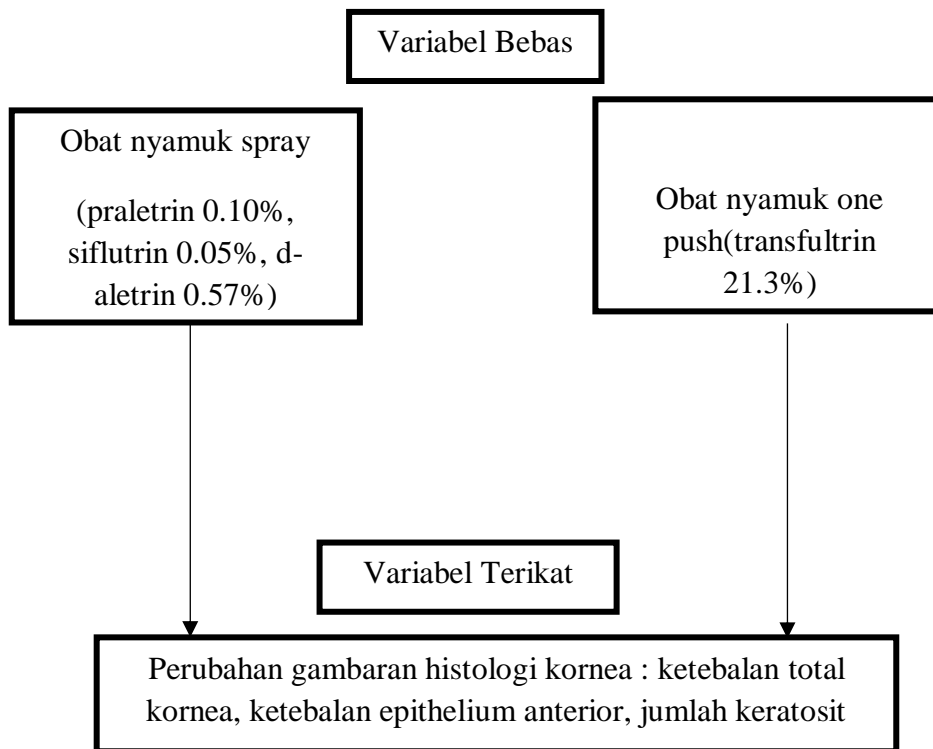 Variabel Bebas
Obat nyamuk spray
(praletrin 0.10%,
siflutrin 0.05%, d-
aletrin 0.57%)
Obat nyamuk one
push(transfultrin
21.3%)
Variabel Terikat
Perubahan gambaran histologi kornea : ketebalan total
kornea, ketebalan epithelium anterior, jumlah keratosit